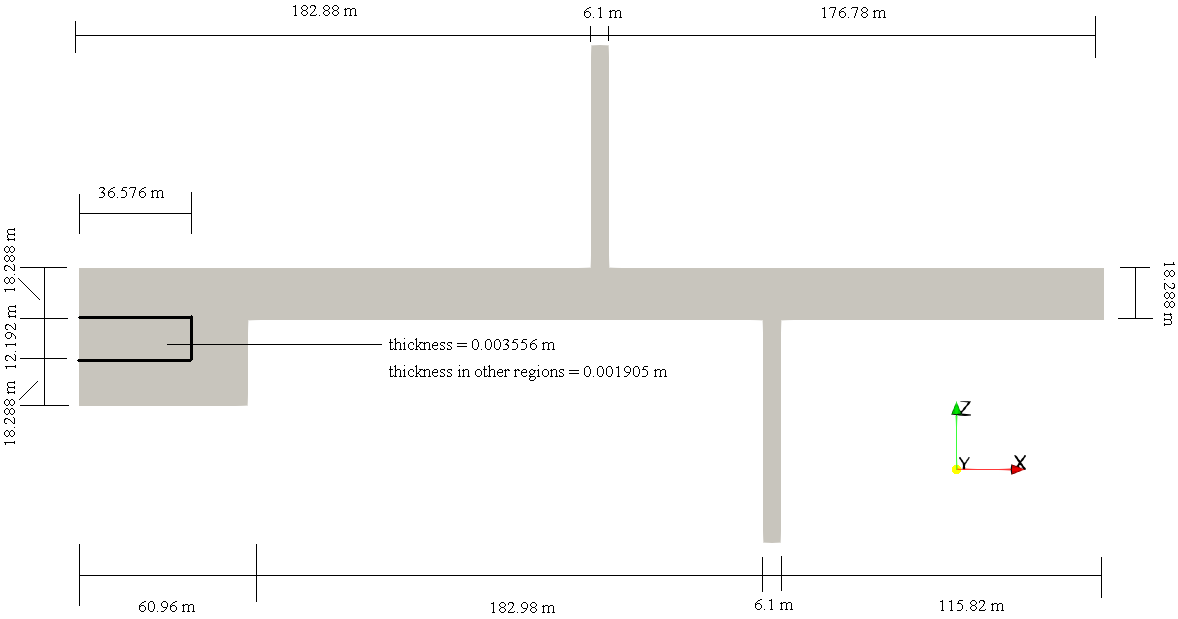 182.88 m
6.1 m
176.78 m
36.576 m
18.288 m
12.192 m
18.288 m
18.288 m
thickness = 0.003556 m
thickness in other regions = 0.001905 m
Z
Y
X
60.96 m
182.98 m
6.1 m
115.82 m